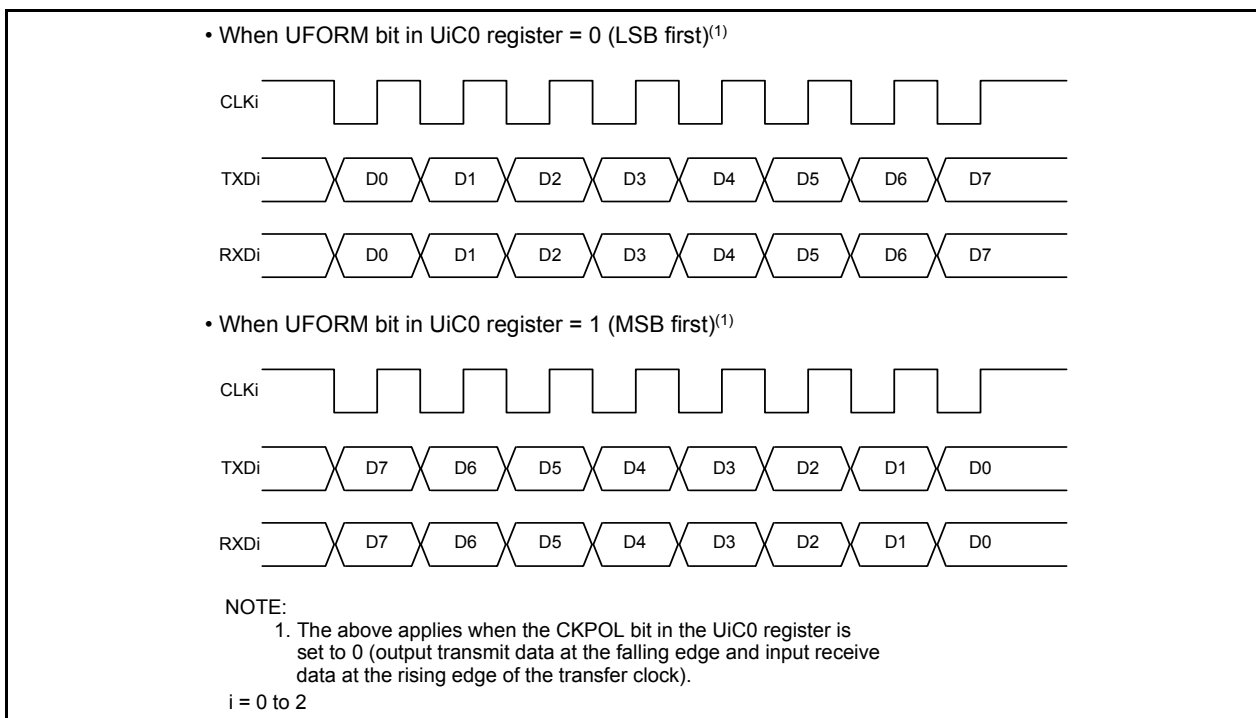 • When UFORM bit in UiC0 register = 0 (LSB first)(1)
CLKi
TXDi D0 D1 D2 D3 D4 D5 D6 D7
RXDi D0 D1 D2 D3 D4 D5 D6 D7
• When UFORM bit in UiC0 register = 1 (MSB first)(1)
CLKi
TXDi D7 D6 D5 D4 D3 D2 D1 D0
RXDi D7 D6 D5 D4 D3 D2 D1 D0
NOTE:
1. The above applies when the CKPOL bit in the UiC0 register is
set to 0 (output transmit data at the falling edge and input receive
data at the rising edge of the transfer clock).
i = 0 to 2